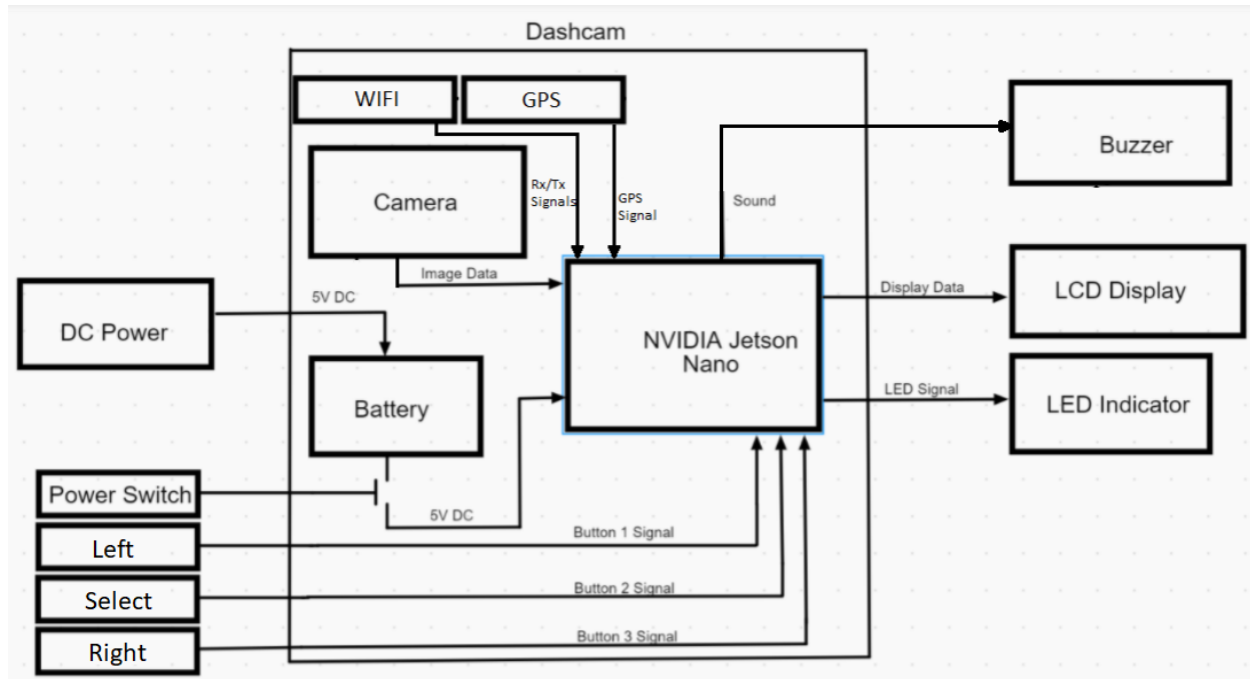 Dashcam
WIFI
GPS
Buzzer
Camera
Rx/Tx
Signals
GPS
Signal
Sound
Image Data
5V DC
Display Data
LCD Display
DC Power
NVIDIA Jetson
Nano
Battery
LED Signal
LED Indicator
Power Switch
5V DC
Left
Button 1 Signal
Select
Button 2 Signal
Right
Button 3 Signal